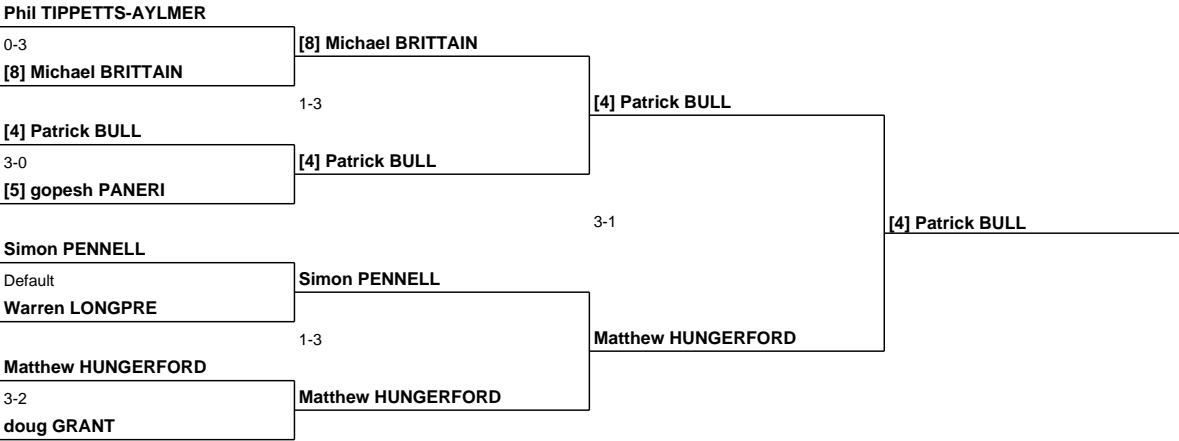 Phil TIPPETTS-AYLMER
0-3
[8] Michael BRITTAIN
[8] Michael BRITTAIN
1-3
[4] Patrick BULL
[4] Patrick BULL
3-0
[4] Patrick BULL
[5] gopesh PANERI
3-1
[4] Patrick BULL
Simon PENNELL
Default
Simon PENNELL
Warren LONGPRE
1-3
Matthew HUNGERFORD
Matthew HUNGERFORD
3-2
Matthew HUNGERFORD
doug GRANT